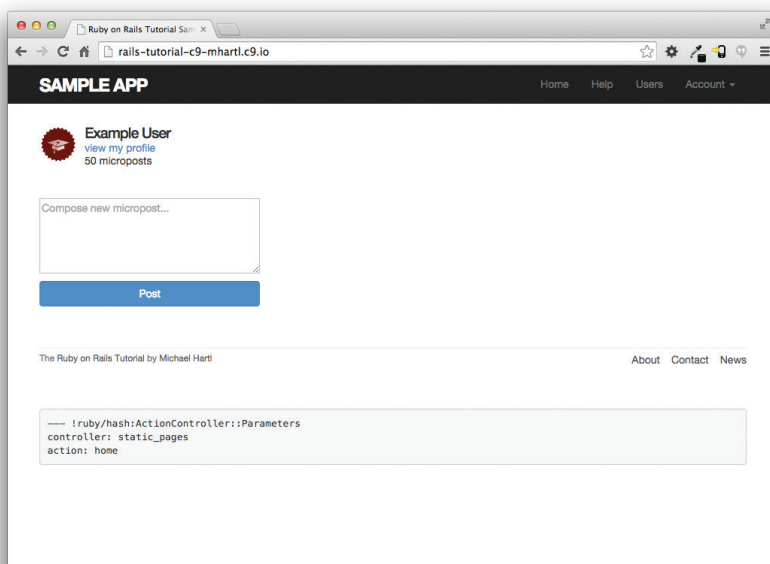 Ruby on Rails Tutorial Sam
rails-tutorial-c9-mhartl.c9.io
SAMPLE APP
Home Help Users Account
Example User
view my profile
50 microposts
Compose new micropost...
Post
The Ruby on Rails Tutorial by Michael Hartl
About Contact News
--- !ruby/hash:ActionController::Parameters
controller: static_pages
action: home